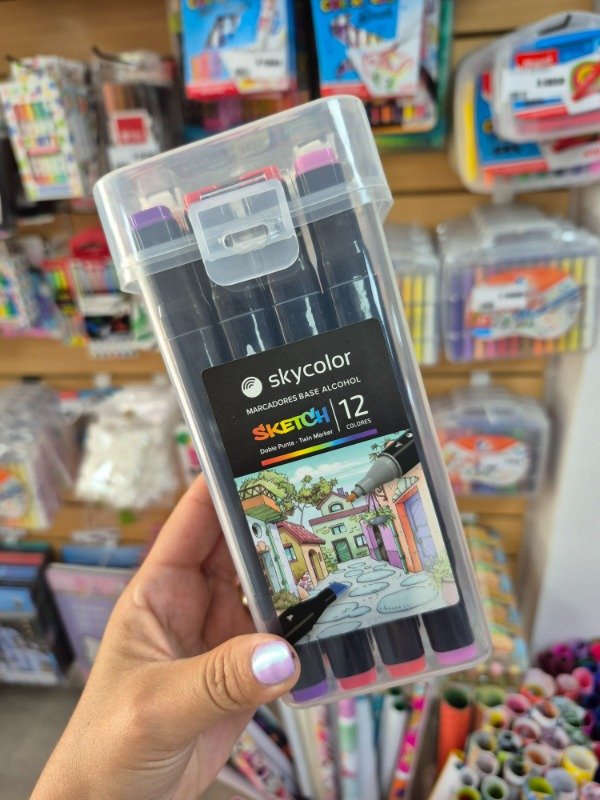 skycolor
MARCADORES BASE ALCOHOL
SKETCH 12
COLORES
Doble Punta - Twin Marker